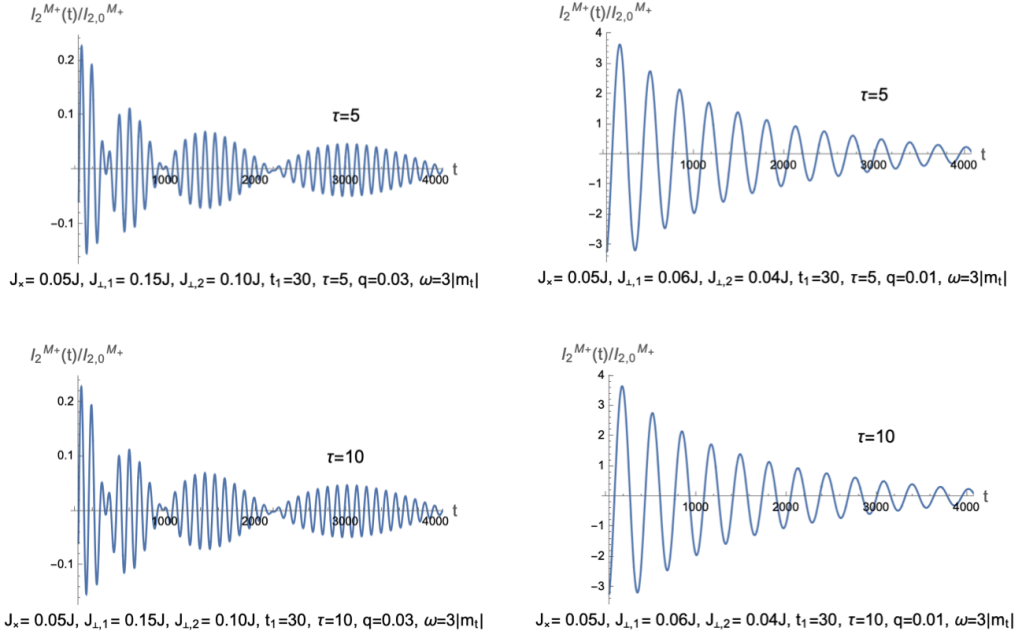 I₂ᴹ⁺(t)/I₂,₀ᴹ⁺
0.2
0.1
-0.1
1000
2000
3000
4000
t
τ=5
J×= 0.05J, J⊥,1= 0.15J, J⊥,2= 0.10J, t₁=30, τ=5, q=0.03, ω=3|mₜ|
I₂ᴹ⁺(t)/I₂,₀ᴹ⁺
4
3
2
1
-1
-2
-3
1000
2000
3000
4000
t
τ=5
J×= 0.05J, J⊥,1= 0.06J, J⊥,2= 0.04J, t₁=30, τ=5, q=0.01, ω=3|mₜ|
I₂ᴹ⁺(t)/I₂,₀ᴹ⁺
0.2
0.1
-0.1
1000
2000
3000
4000
t
τ=10
J×= 0.05J, J⊥,1= 0.15J, J⊥,2= 0.10J, t₁=30, τ=10, q=0.03, ω=3|mₜ|
I₂ᴹ⁺(t)/I₂,₀ᴹ⁺
4
3
2
1
-1
-2
-3
1000
2000
3000
4000
t
τ=10
J×= 0.05J, J⊥,1= 0.06J, J⊥,2= 0.04J, t₁=30, τ=10, q=0.01, ω=3|mₜ|